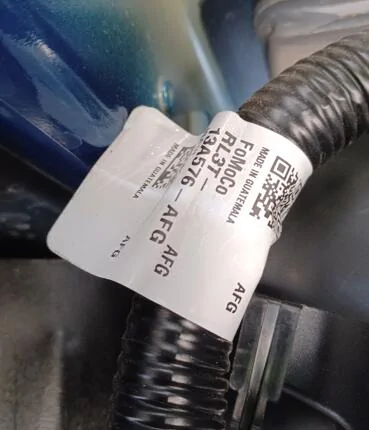 MADE IN GUATEMALA
FoMoCo
RL3T-
13A576-AFG
AFG
AFG
MADE IN GUATEMALA
AFG